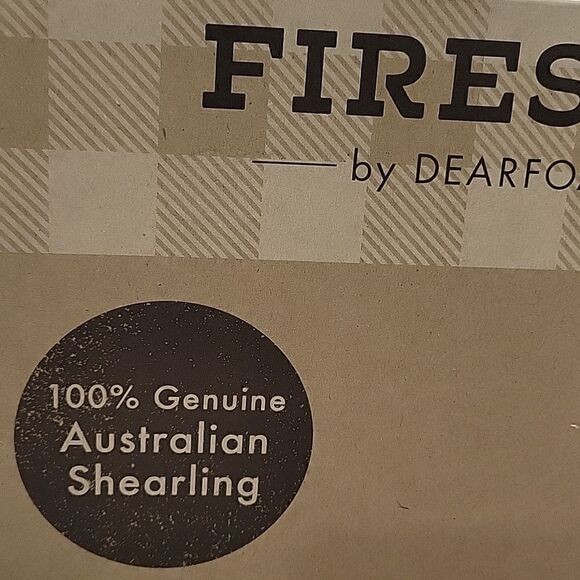 FIRES
by DEARFO
100% Genuine
Australian
Shearling